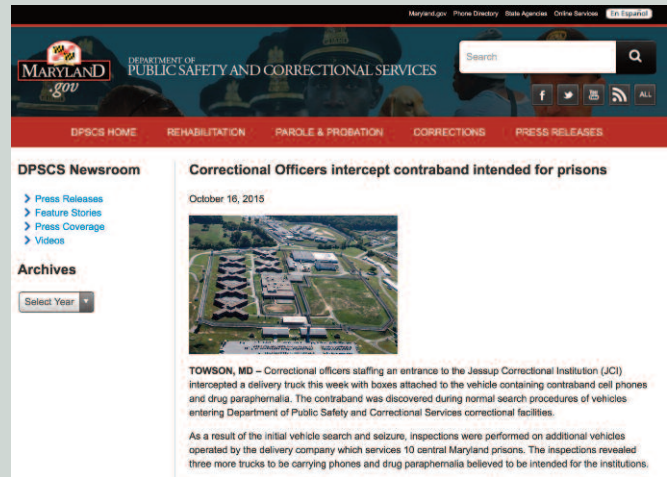 Maryland.gov Phone Directory State Agencies Online Services En Español
MARYLAND
.gov
DEPARTMENT OF
PUBLIC SAFETY AND CORRECTIONAL SERVICES
Search
f You Tube ALL
DPSCS HOME REHABILITATION PAROLE & PROBATION CORRECTIONS PRESS RELEASES
DPSCS Newsroom
Press Releases
Feature Stories
Press Coverage
Videos
Archives
Select Year
Correctional Officers intercept contraband intended for prisons
October 16, 2015
TOWSON, MD – Correctional officers staffing an entrance to the Jessup Correctional Institution (JCI)
intercepted a delivery truck this week with boxes attached to the vehicle containing contraband cell phones
and drug paraphernalia. The contraband was discovered during normal search procedures of vehicles
entering Department of Public Safety and Correctional Services correctional facilities.
As a result of the initial vehicle search and seizure, inspections were performed on additional vehicles
operated by the delivery company which services 10 central Maryland prisons. The inspections revealed
three more trucks to be carrying phones and drug paraphernalia believed to be intended for the institutions.